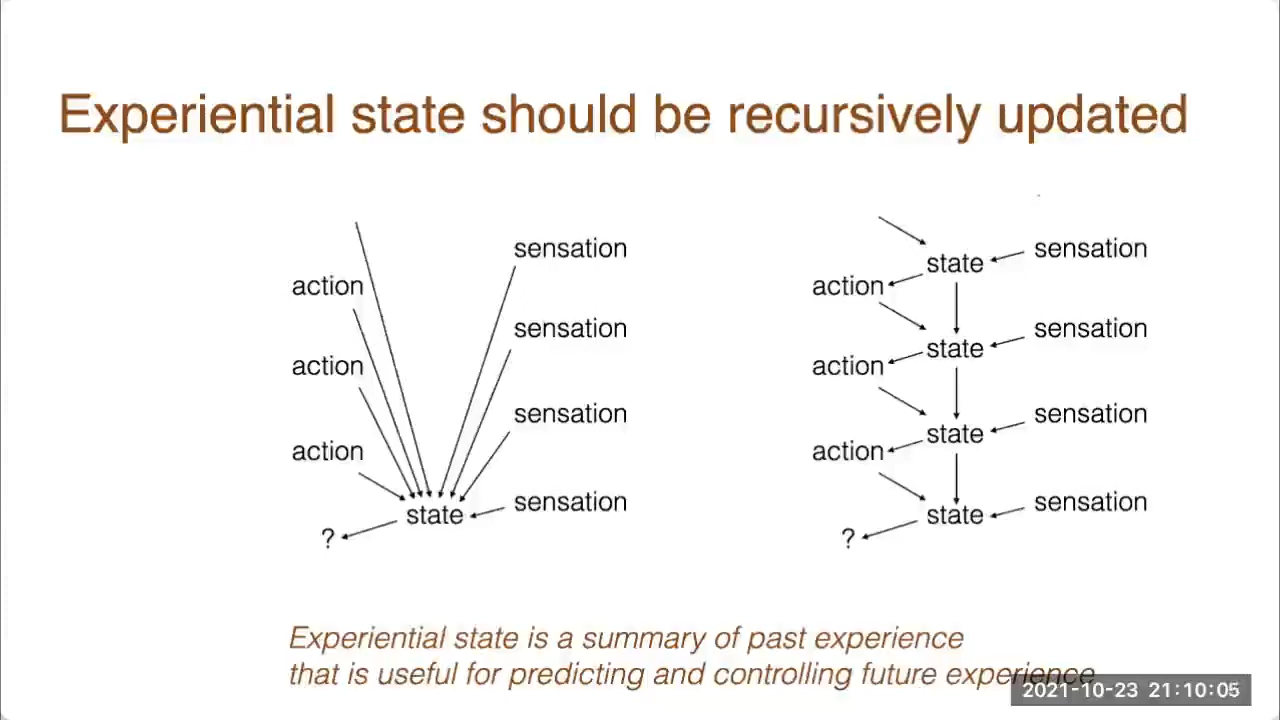 Experiential state should be recursively updated
sensation
action
sensation
action
sensation
action
sensation
state
?
state
sensation
action
state
sensation
action
state
sensation
action
state
sensation
?
Experiential state is a summary of past experience
that is useful for predicting and controlling future experience
2021-10-23 21:10:05